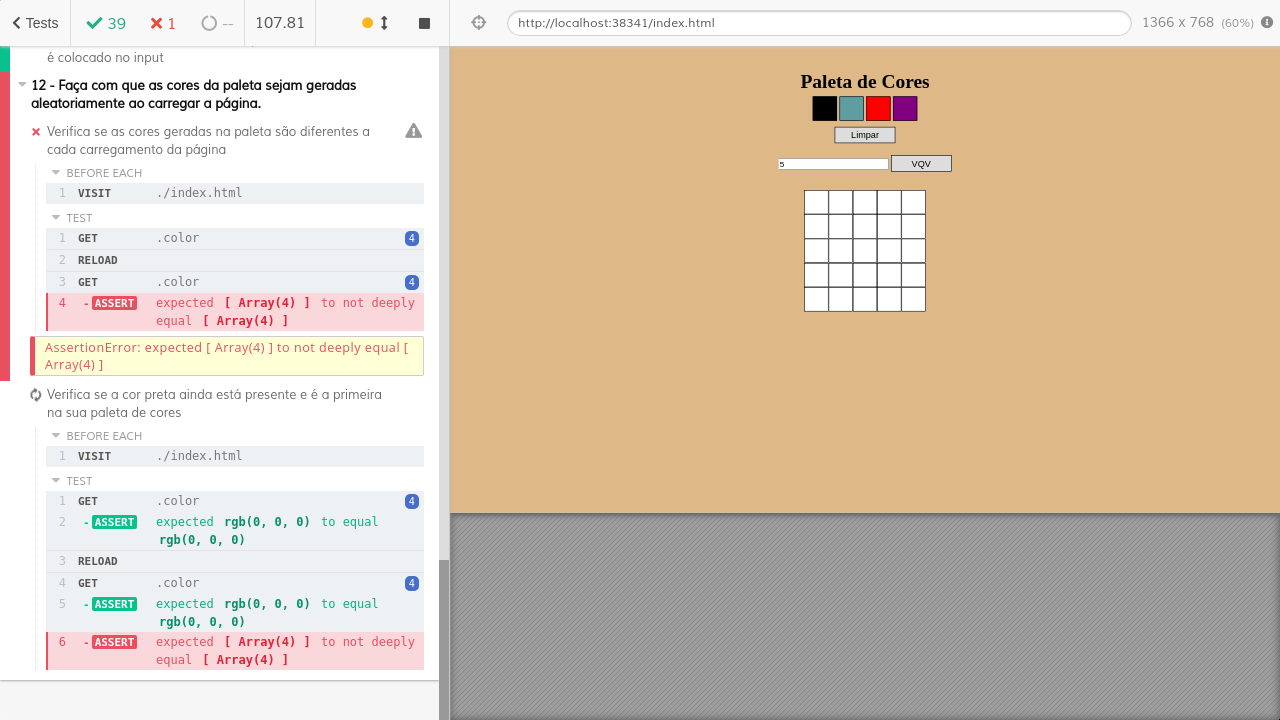 Tests 39 1 -- 107.81
http://localhost:38341/index.html 1366 x 768 (60%)
é colocado no input
12 - Faça com que as cores da paleta sejam geradas
aleatoriamente ao carregar a página.
Verifica se as cores geradas na paleta são diferentes a
cada carregamento da página
BEFORE EACH
1 VISIT ./index.html
TEST
1 GET .color 4
2 RELOAD
3 GET .color 4
4 -ASSERT expected [ Array(4) ] to not deeply
equal [ Array(4) ]
AssertionError: expected [ Array(4) ] to not deeply equal [
Array(4) ]
Verifica se a cor preta ainda está presente e é a primeira
na sua paleta de cores
BEFORE EACH
1 VISIT ./index.html
TEST
1 GET .color 4
2 -ASSERT expected rgb(0, 0, 0) to equal
rgb(0, 0, 0)
3 RELOAD
4 GET .color 4
5 -ASSERT expected rgb(0, 0, 0) to equal
rgb(0, 0, 0)
6 -ASSERT expected [ Array(4) ] to not deeply
equal [ Array(4) ]
Paleta de Cores
Limpar
5 VQV